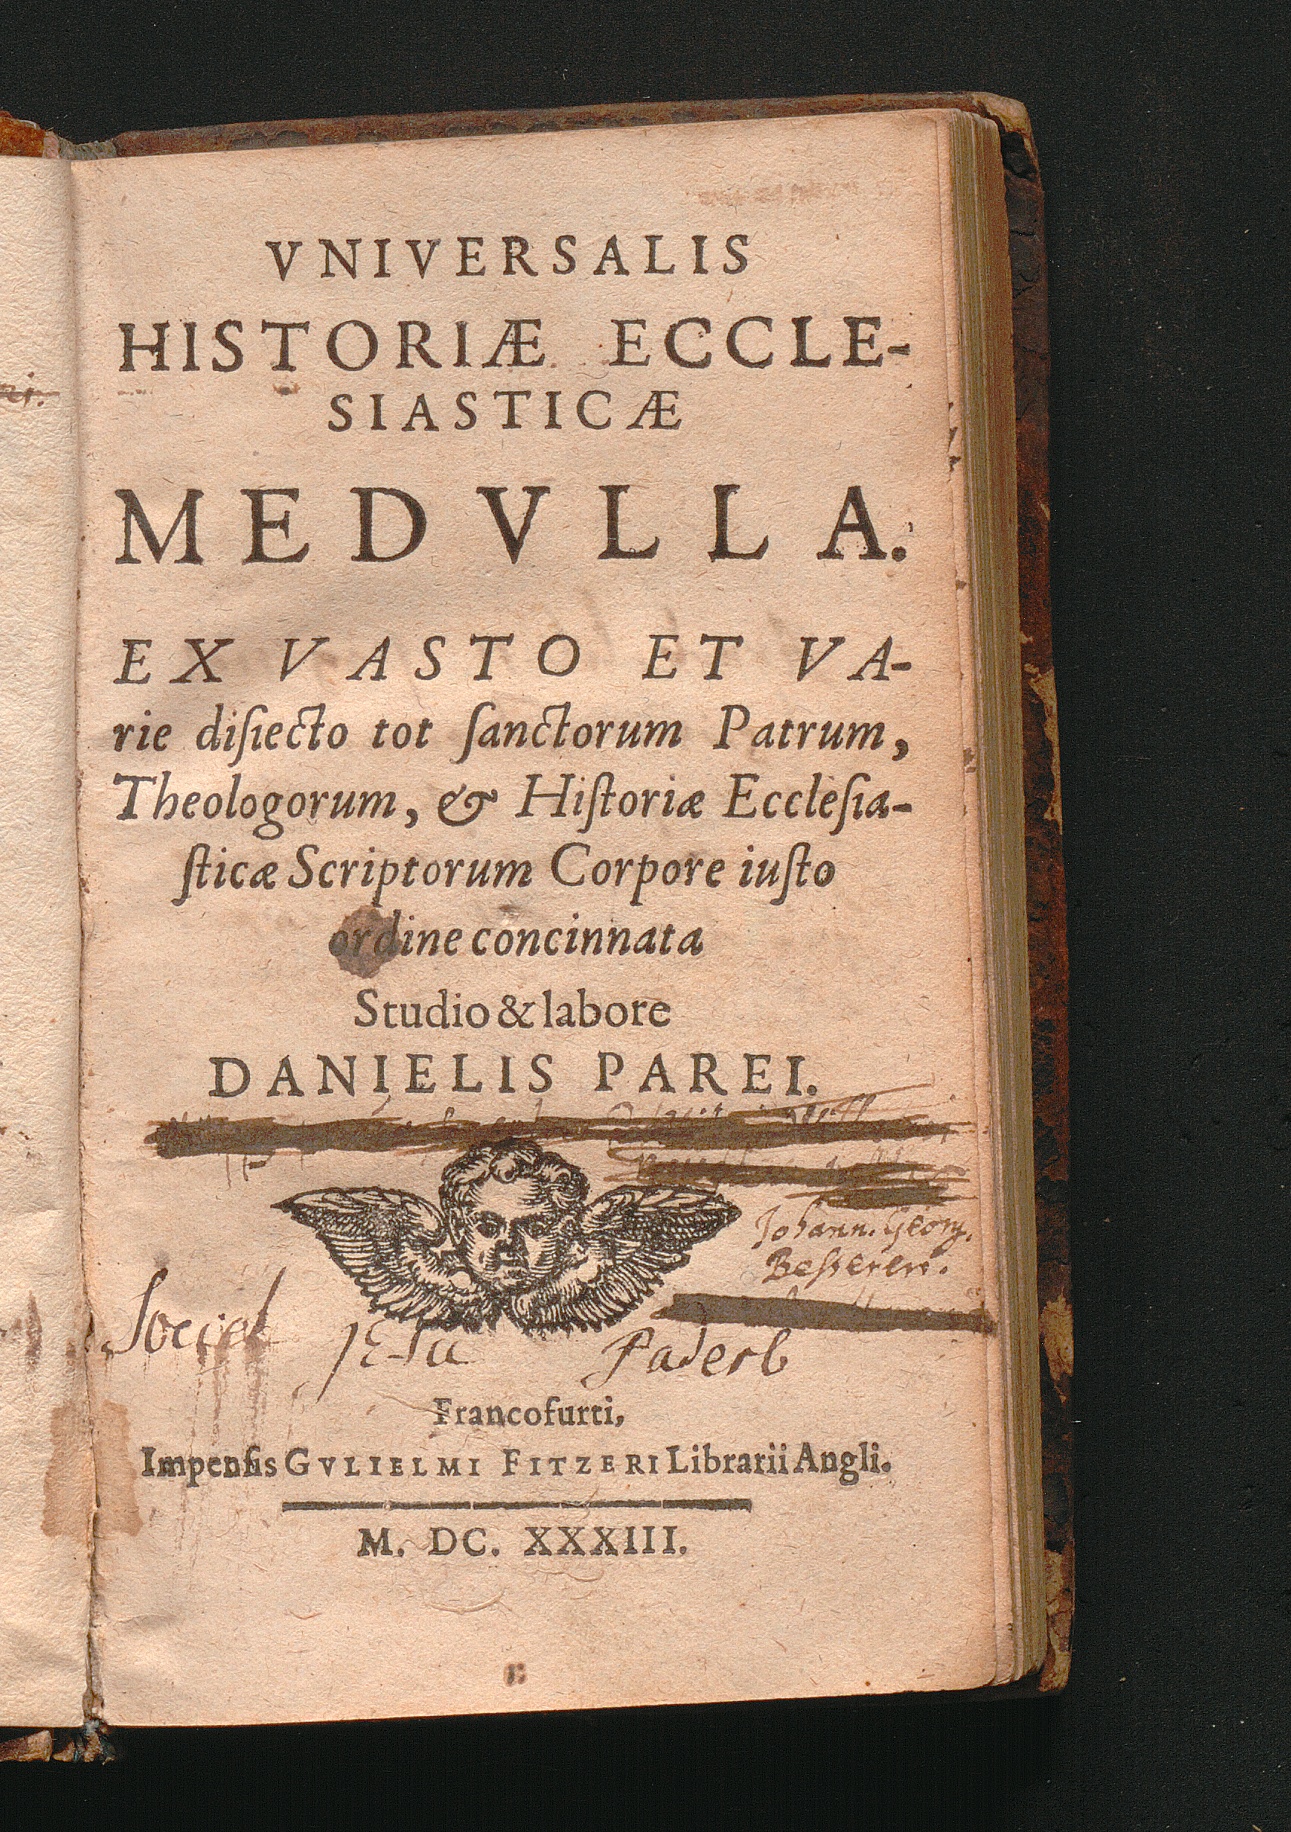 VNIVERSALIS
HISTORIÆ ECCLE-
SIASTICÆ
MEDVLLA.
EX VASTO ET VA-
rie disiecto tot sanctorum Patrum,
Theologorum, & Historiæ Ecclesia-
sticæ Scriptorum Corpore iusto
ordine concinnata
Studio & labore
DANIELIS PAREI.
Johann. Georg.
Besseren.
Societ Jesu Paderb
Francofurti,
Impensis GVLIELMI FITZERI Librarii Angli.
M. DC. XXXIII.